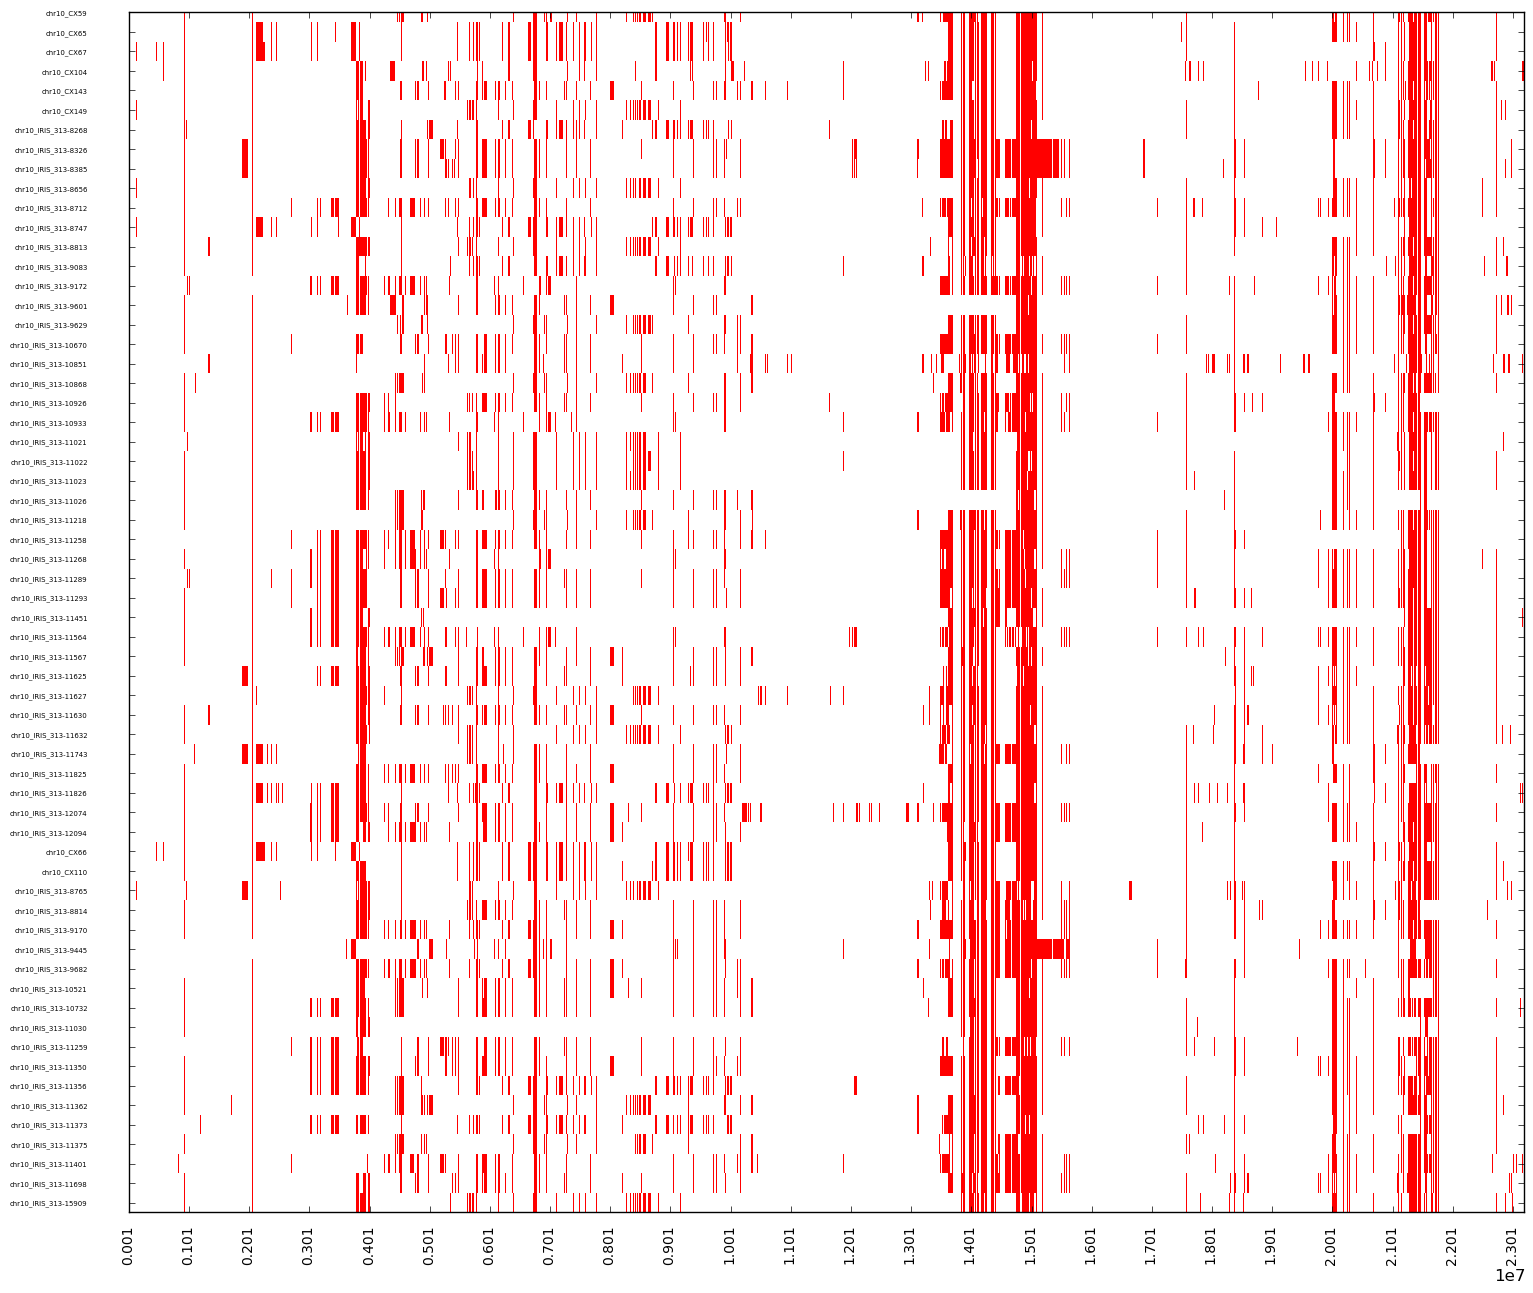 chr10_CX59
chr10_CX65
chr10_CX67
chr10_CX104
chr10_CX143
chr10_CX149
chr10_IRIS_313-8268
chr10_IRIS_313-8326
chr10_IRIS_313-8385
chr10_IRIS_313-8656
chr10_IRIS_313-8712
chr10_IRIS_313-8747
chr10_IRIS_313-8813
chr10_IRIS_313-9083
chr10_IRIS_313-9172
chr10_IRIS_313-9601
chr10_IRIS_313-9629
chr10_IRIS_313-10670
chr10_IRIS_313-10851
chr10_IRIS_313-10868
chr10_IRIS_313-10926
chr10_IRIS_313-10933
chr10_IRIS_313-11021
chr10_IRIS_313-11022
chr10_IRIS_313-11023
chr10_IRIS_313-11026
chr10_IRIS_313-11218
chr10_IRIS_313-11258
chr10_IRIS_313-11268
chr10_IRIS_313-11289
chr10_IRIS_313-11293
chr10_IRIS_313-11451
chr10_IRIS_313-11564
chr10_IRIS_313-11567
chr10_IRIS_313-11625
chr10_IRIS_313-11627
chr10_IRIS_313-11630
chr10_IRIS_313-11632
chr10_IRIS_313-11743
chr10_IRIS_313-11825
chr10_IRIS_313-11826
chr10_IRIS_313-12074
chr10_IRIS_313-12094
chr10_CX66
chr10_CX110
chr10_IRIS_313-8765
chr10_IRIS_313-8814
chr10_IRIS_313-9170
chr10_IRIS_313-9445
chr10_IRIS_313-9682
chr10_IRIS_313-10521
chr10_IRIS_313-10732
chr10_IRIS_313-11030
chr10_IRIS_313-11259
chr10_IRIS_313-11350
chr10_IRIS_313-11356
chr10_IRIS_313-11362
chr10_IRIS_313-11373
chr10_IRIS_313-11375
chr10_IRIS_313-11401
chr10_IRIS_313-11698
chr10_IRIS_313-15909
0.001
0.101
0.201
0.301
0.401
0.501
0.601
0.701
0.801
0.901
1.001
1.101
1.201
1.301
1.401
1.501
1.601
1.701
1.801
1.901
2.001
2.101
2.201
2.301
1e7